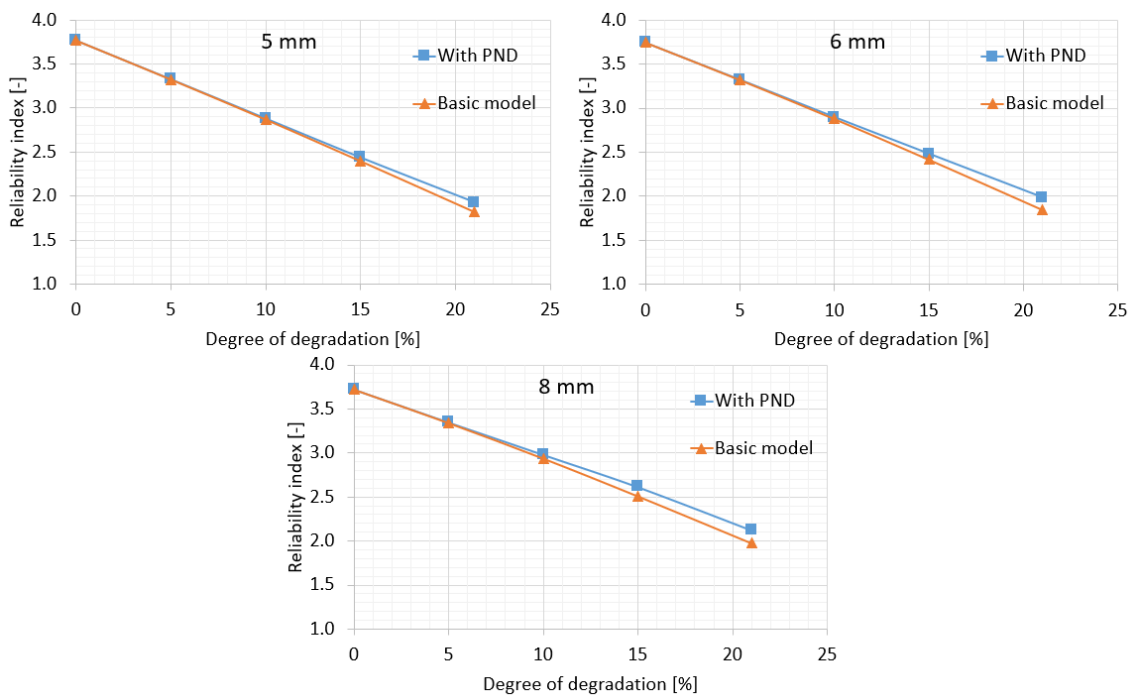 5 mm
With PND
Basic model
Reliability index [-]
4.0
3.5
3.0
2.5
2.0
1.5
1.0
0 5 10 15 20 25
Degree of degradation [%]
6 mm
With PND
Basic model
Reliability index [-]
4.0
3.5
3.0
2.5
2.0
1.5
1.0
0 5 10 15 20 25
Degree of degradation [%]
8 mm
With PND
Basic model
Reliability index [-]
4.0
3.5
3.0
2.5
2.0
1.5
1.0
0 5 10 15 20 25
Degree of degradation [%]